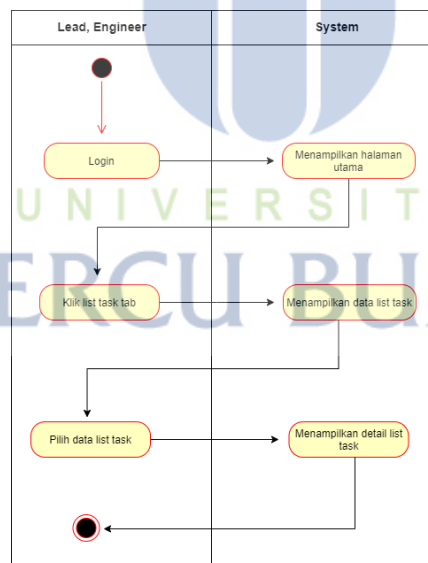 Lead, Engineer
System
Login
Menampilkan halaman
utama
UNIVERSIT
Klik list task tab
Menampilkan data list task
ERCU BU
Pilih data list task
Menampilkan detail list
task